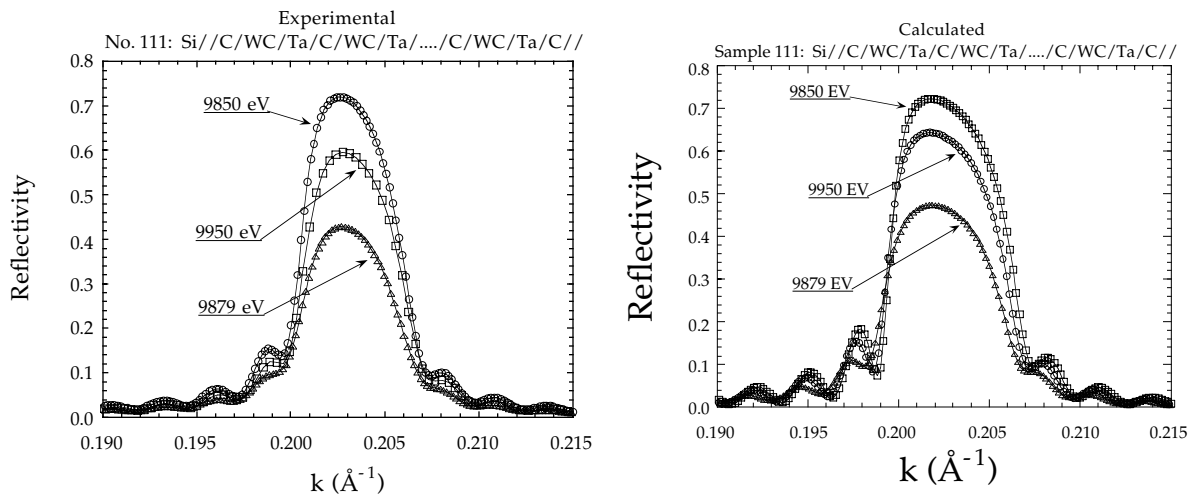 Experimental
No. 111: Si//C/WC/Ta/C/WC/Ta/..../C/WC/Ta/C//
0.8
0.7
0.6
0.5
0.4
0.3
0.2
0.1
0.0
Reflectivity
9850 eV
9950 eV
9879 eV
0.190
0.195
0.200
0.205
0.210
0.215
k (Å⁻¹)
Calculated
Sample 111: Si//C/WC/Ta/C/WC/Ta/..../C/WC/Ta/C//
0.8
0.7
0.6
0.5
0.4
0.3
0.2
0.1
0.0
Reflectivity
9850 EV
9950 EV
9879 EV
0.190
0.195
0.200
0.205
0.210
0.215
k (Å⁻¹)